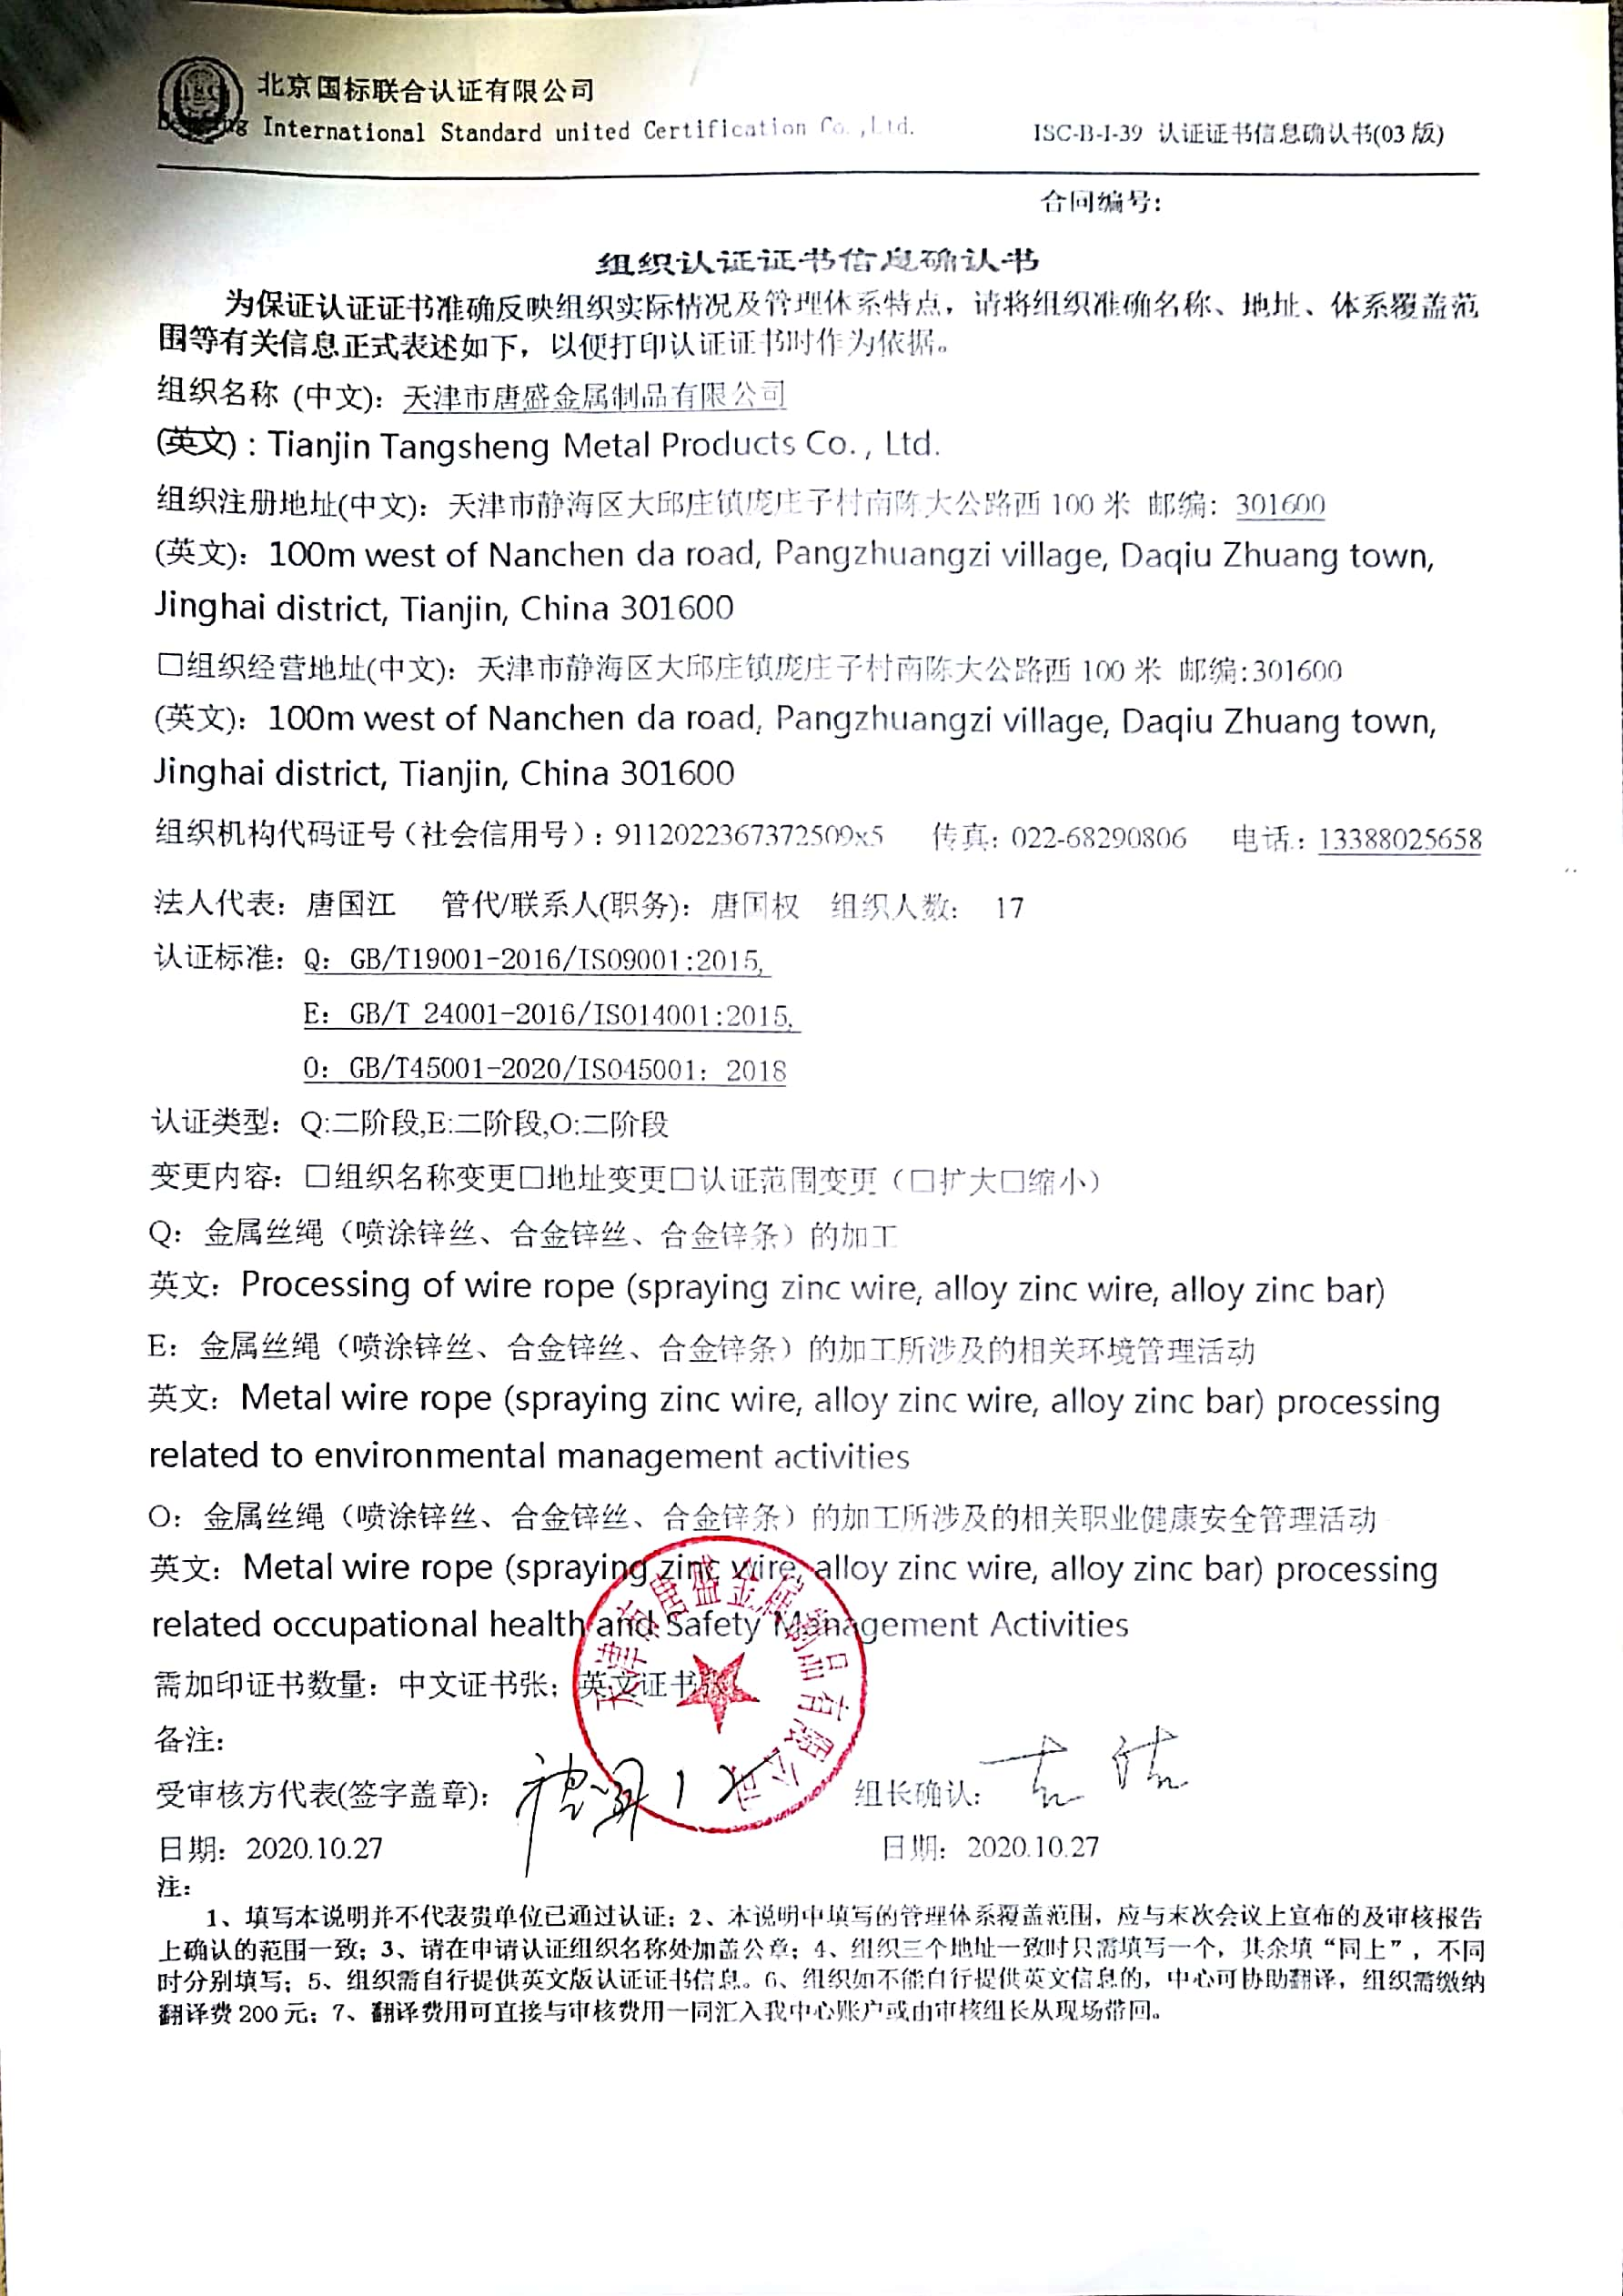 北京国标联合认证有限公司
Beijing International Standard united Certification Co.,Ltd.
ISC-B-I-39 认证证书信息确认书(03 版)
合同编号:
组织认证证书信息确认书
为保证认证证书准确反映组织实际情况及管理体系特点，请将组织准确名称、地址、体系覆盖范
围等有关信息正式表述如下，以便打印认证证书时作为依据。
组织名称 (中文)：天津市唐盛金属制品有限公司
(英文)：Tianjin Tangsheng Metal Products Co. , Ltd.
组织注册地址(中文)：天津市静海区大邱庄镇庞庄子村南陈大公路西 100 米 邮编：301600
(英文)：100m west of Nanchen da road, Pangzhuangzi village, Daqiu Zhuang town,
Jinghai district, Tianjin, China 301600
□组织经营地址(中文)：天津市静海区大邱庄镇庞庄子村南陈大公路西 100 米 邮编:301600
(英文)：100m west of Nanchen da road, Pangzhuangzi village, Daqiu Zhuang town,
Jinghai district, Tianjin, China 301600
组织机构代码证号（社会信用号）: 9112022367372509x5 传真: 022-68290806 电话.: 13388025658
法人代表：唐国江 管代/联系人(职务)：唐国权 组织人数： 17
认证标准：Q：GB/T19001-2016/ISO9001:2015,
E：GB/T 24001-2016/ISO14001:2015,
O：GB/T45001-2020/ISO45001：2018
认证类型：Q:二阶段,E:二阶段,O:二阶段
变更内容：□组织名称变更□地址变更□认证范围变更（□扩大□缩小）
Q：金属丝绳（喷涂锌丝、合金锌丝、合金锌条）的加工
英文：Processing of wire rope (spraying zinc wire, alloy zinc wire, alloy zinc bar)
E：金属丝绳（喷涂锌丝、合金锌丝、合金锌条）的加工所涉及的相关环境管理活动
英文：Metal wire rope (spraying zinc wire, alloy zinc wire, alloy zinc bar) processing
related to environmental management activities
O：金属丝绳（喷涂锌丝、合金锌丝、合金锌条）的加工所涉及的相关职业健康安全管理活动
英文：Metal wire rope (spraying zinc wire, alloy zinc wire, alloy zinc bar) processing
related occupational health and Safety Management Activities
天津市唐盛金属制品有限公司
需加印证书数量：中文证书张；英文证书张
备注:
受审核方代表(签字盖章): 组长确认:
日期：2020.10.27 日期：2020.10.27
注:
1、填写本说明并不代表贵单位已通过认证；2、本说明中填写的管理体系覆盖范围，应与末次会议上宣布的及审核报告
上确认的范围一致；3、请在申请认证组织名称处加盖公章；4、组织三个地址一致时只需填写一个，其余填“同上”，不同
时分别填写；5、组织需自行提供英文版认证证书信息。6、组织如不能自行提供英文信息的，中心可协助翻译，组织需缴纳
翻译费 200 元；7、翻译费用可直接与审核费用一同汇入我中心账户或由审核组长从现场带回。